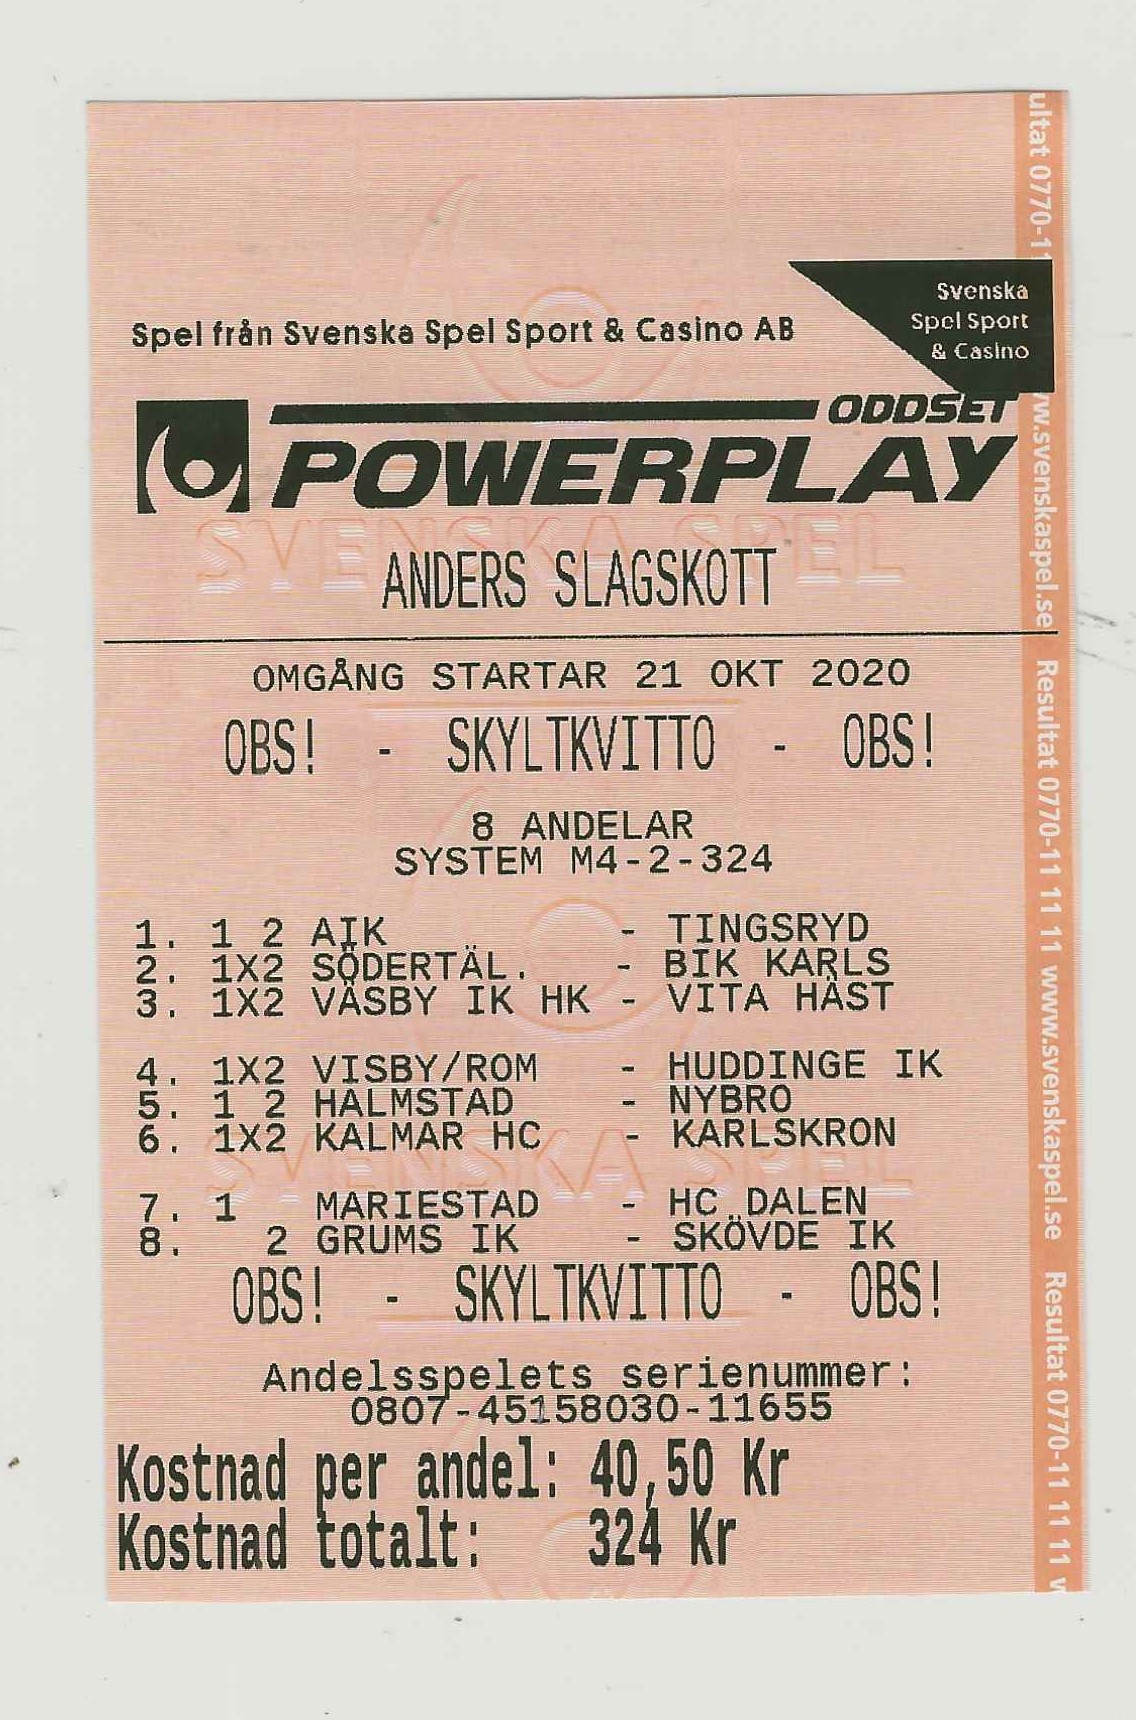 Svenska
Spel Sport
& Casino
Spel från Svenska Spel Sport & Casino AB
ODDSET
POWERPLAY
SVENSKA SPEL
ANDERS SLAGSKOTT
OMGÅNG STARTAR 21 OKT 2020
OBS! - SKYLTKVITTO - OBS!
8 ANDELAR
SYSTEM M4-2-324
1. 1 2 AIK - TINGSRYD
2. 1X2 SÖDERTÄL. - BIK KARLS
3. 1X2 VÄSBY IK HK - VITA HÄST
4. 1X2 VISBY/ROM - HUDDINGE IK
5. 1 2 HALMSTAD - NYBRO
6. 1X2 KALMAR HC - KARLSKRON
SVENSKA SPEL
7. 1 MARIESTAD - HC DALEN
8. 2 GRUMS IK - SKÖVDE IK
OBS! - SKYLTKVITTO - OBS!
Andelsspelets serienummer:
0807-45158030-11655
Kostnad per andel: 40,50 Kr
Kostnad totalt: 324 Kr
ultat 0770-1
w.svenskaspel.se Resultat 0770-11 11 11 www.svenskaspel.se Resultat 0770-11 11 11 w